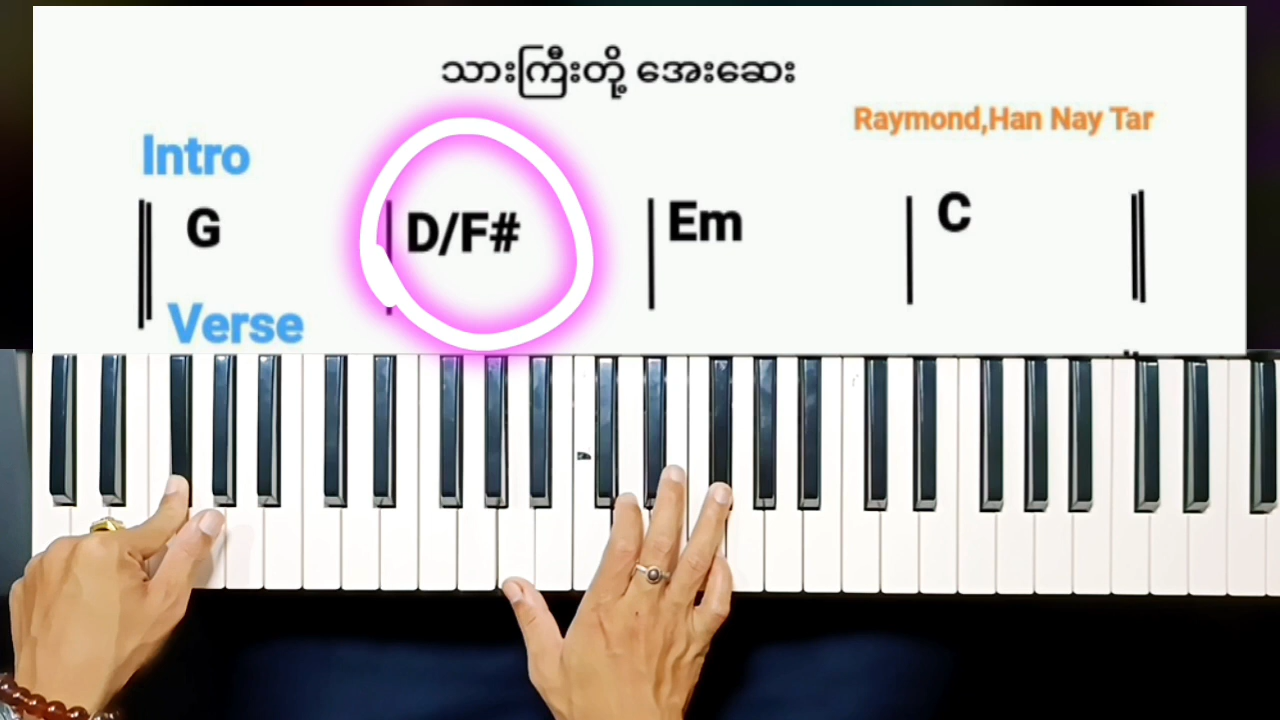 သားကြီးတို့ အေးဆေး
Raymond,Han Nay Tar
Intro
G D/F# Em C
Verse